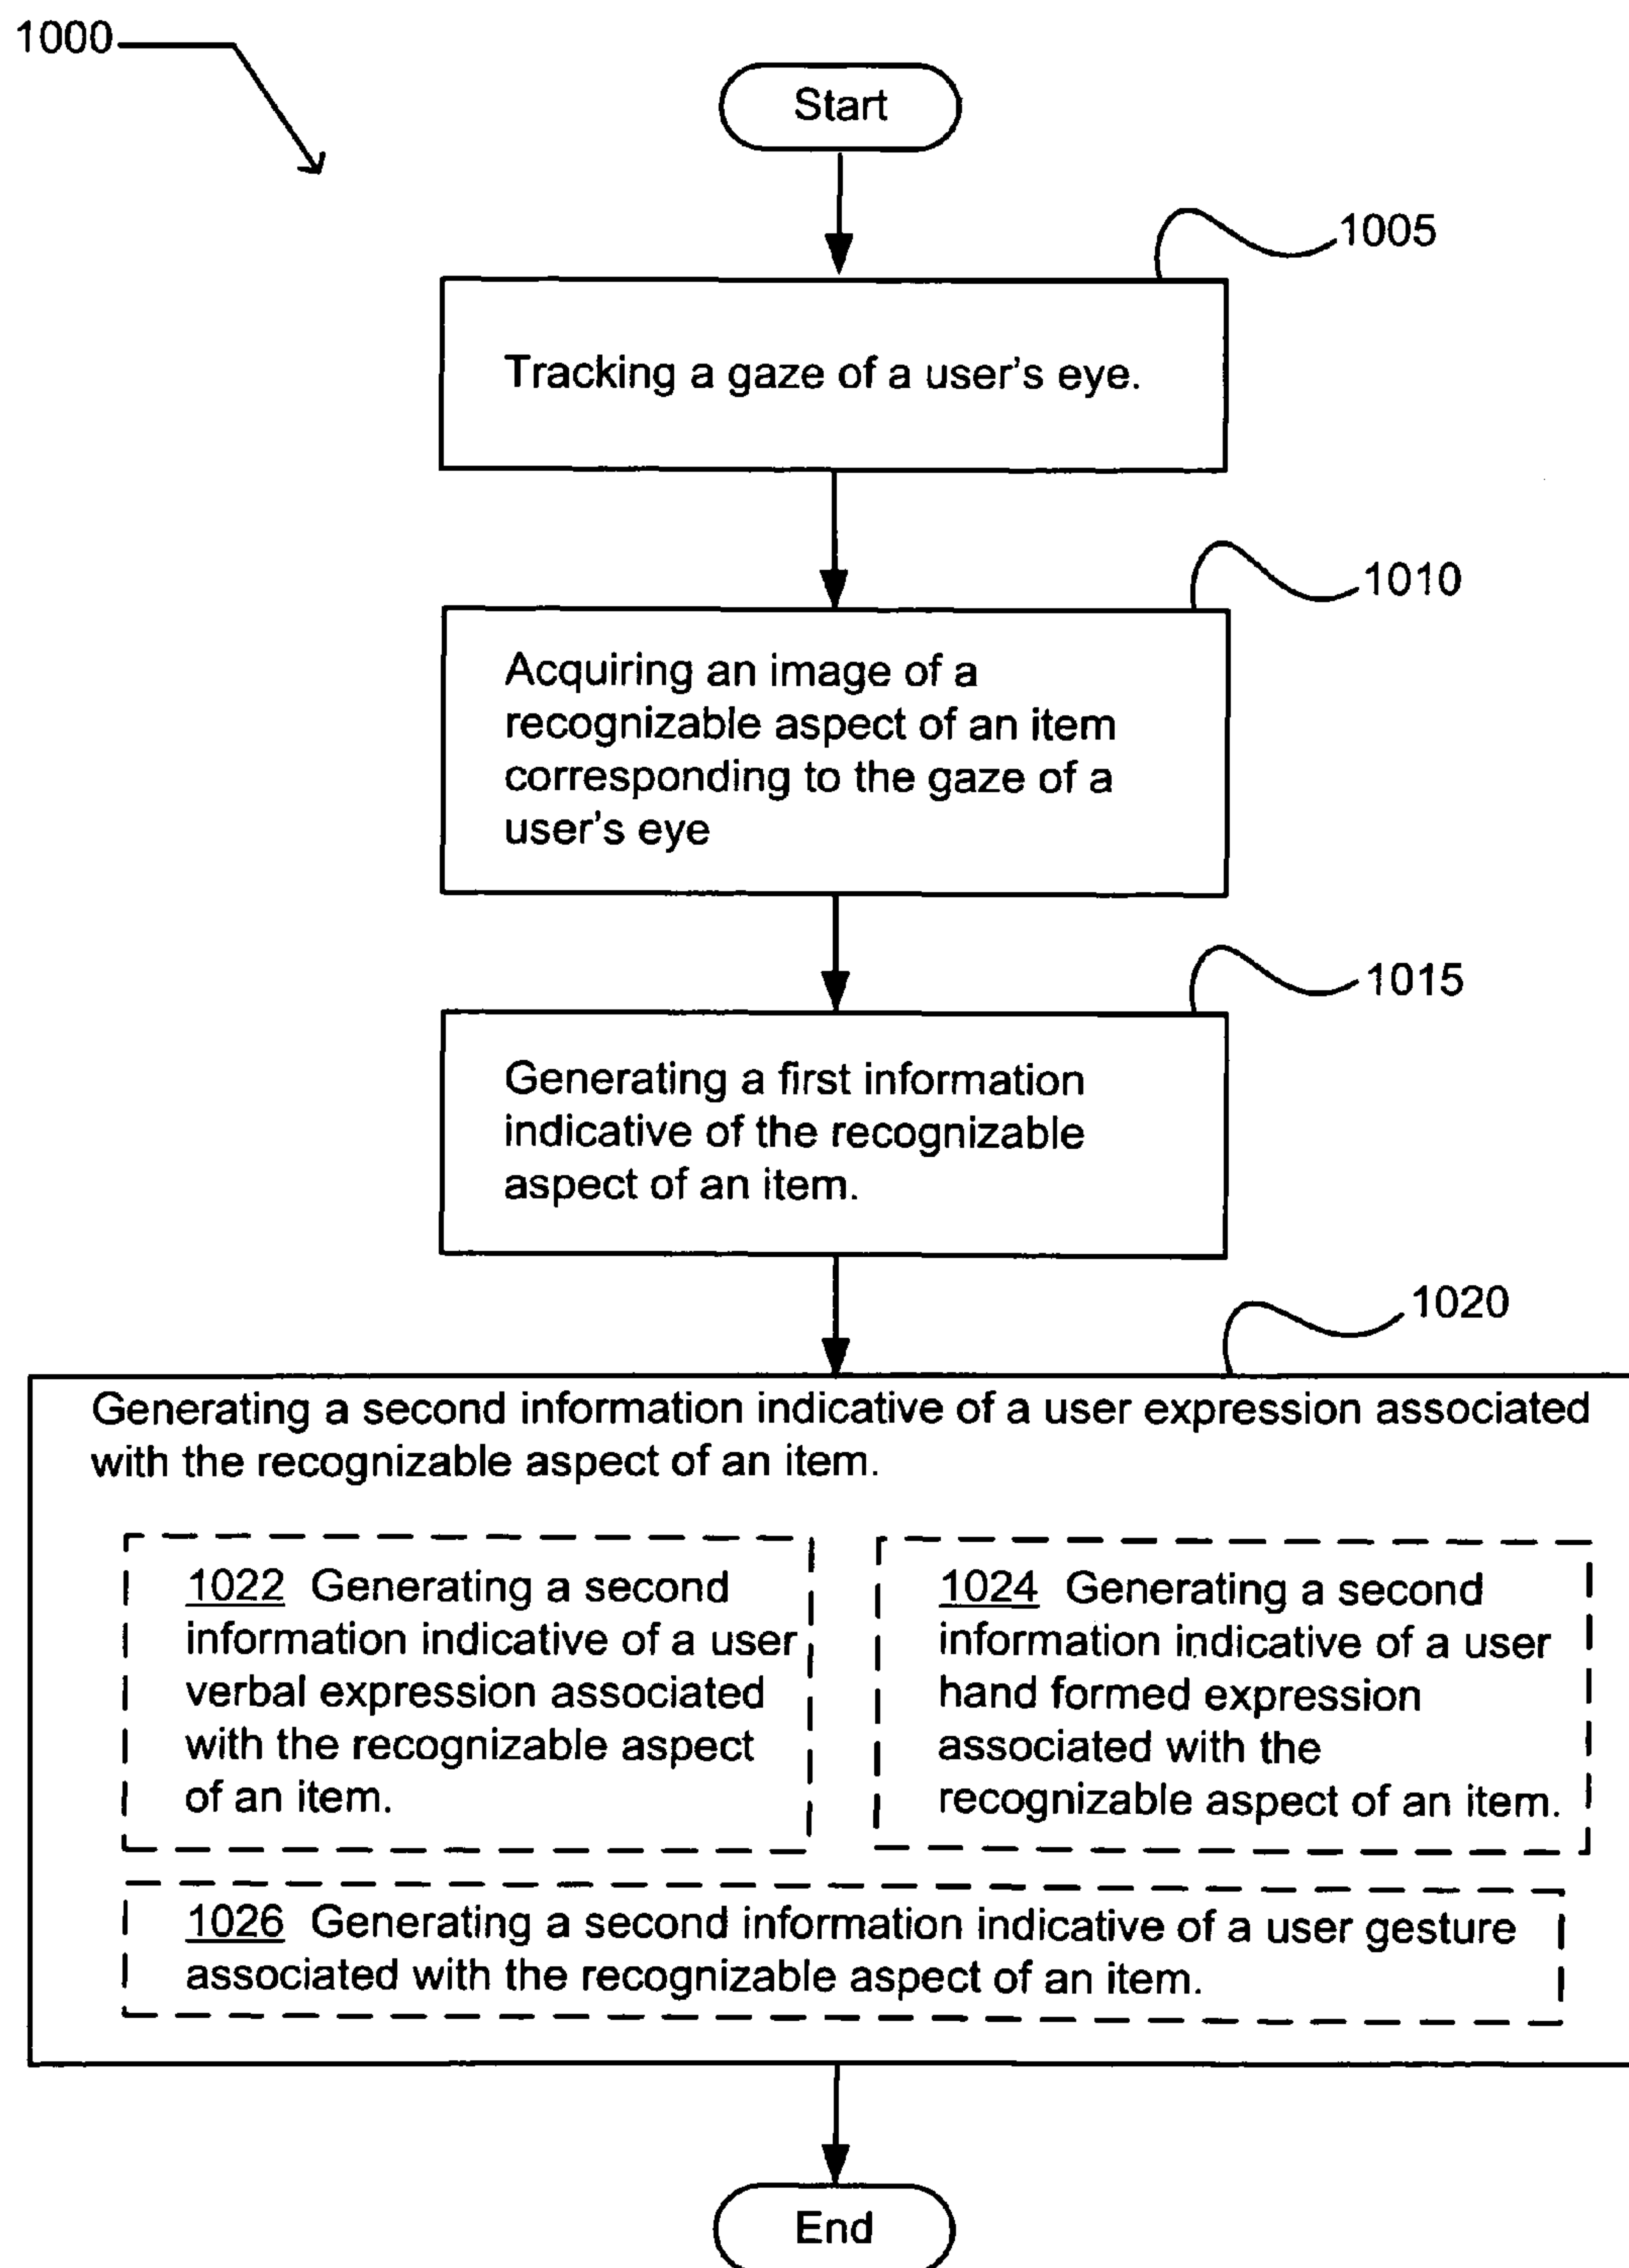 1000
Start
1005
Tracking a gaze of a user's eye.
1010
Acquiring an image of a
recognizable aspect of an item
corresponding to the gaze of a
user's eye
1015
Generating a first information
indicative of the recognizable
aspect of an item.
1020
Generating a second information indicative of a user expression associated
with the recognizable aspect of an item.
1022 Generating a second
information indicative of a user
verbal expression associated
with the recognizable aspect
of an item.
1024 Generating a second
information indicative of a user
hand formed expression
associated with the
recognizable aspect of an item.
1026 Generating a second information indicative of a user gesture
associated with the recognizable aspect of an item.
End